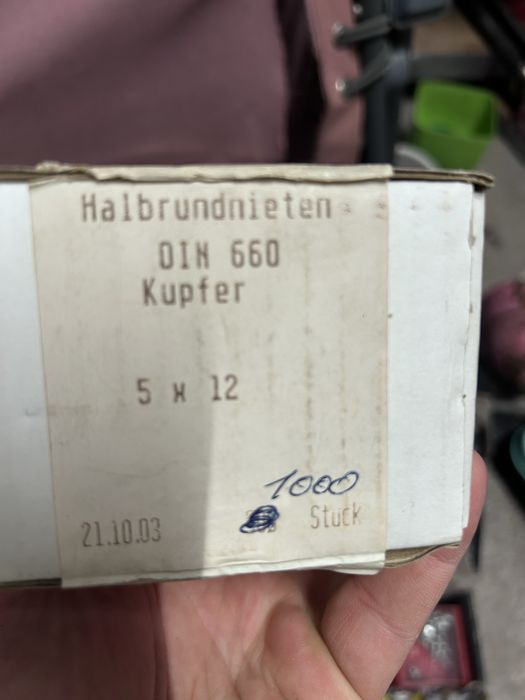 Halbrundnieten
DIN 660
Kupfer
5 x 12
1000
21.10.03 Stück